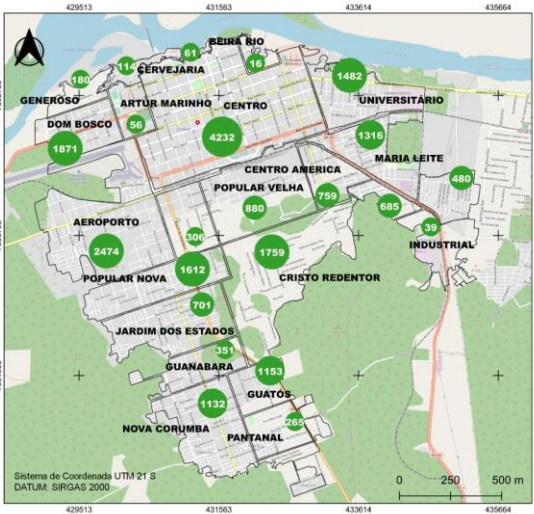 429513 431563 433614 435664
BEIRA RIO
61
16
114
CERVEJARIA
1482
180
GENEROSO
ARTUR MARINHO
CENTRO
UNIVERSITÁRIO
DOM BOSCO
56
4232
1316
1871
MARIA LEITE
CENTRO AMERICA
480
POPULAR VELHA
759
880
685
AEROPORTO
39
306
INDUSTRIAL
2474
1759
1612
POPULAR NOVA
CRISTO REDENTOR
701
JARDIM DOS ESTADOS
351
GUANABARA
1153
GUATÓS
1132
265
NOVA CORUMBA
PANTANAL
Sistema de Coordenada UTM 21 S
DATUM: SIRGAS 2000
0 250 500 m
429513 431563 433614 435664